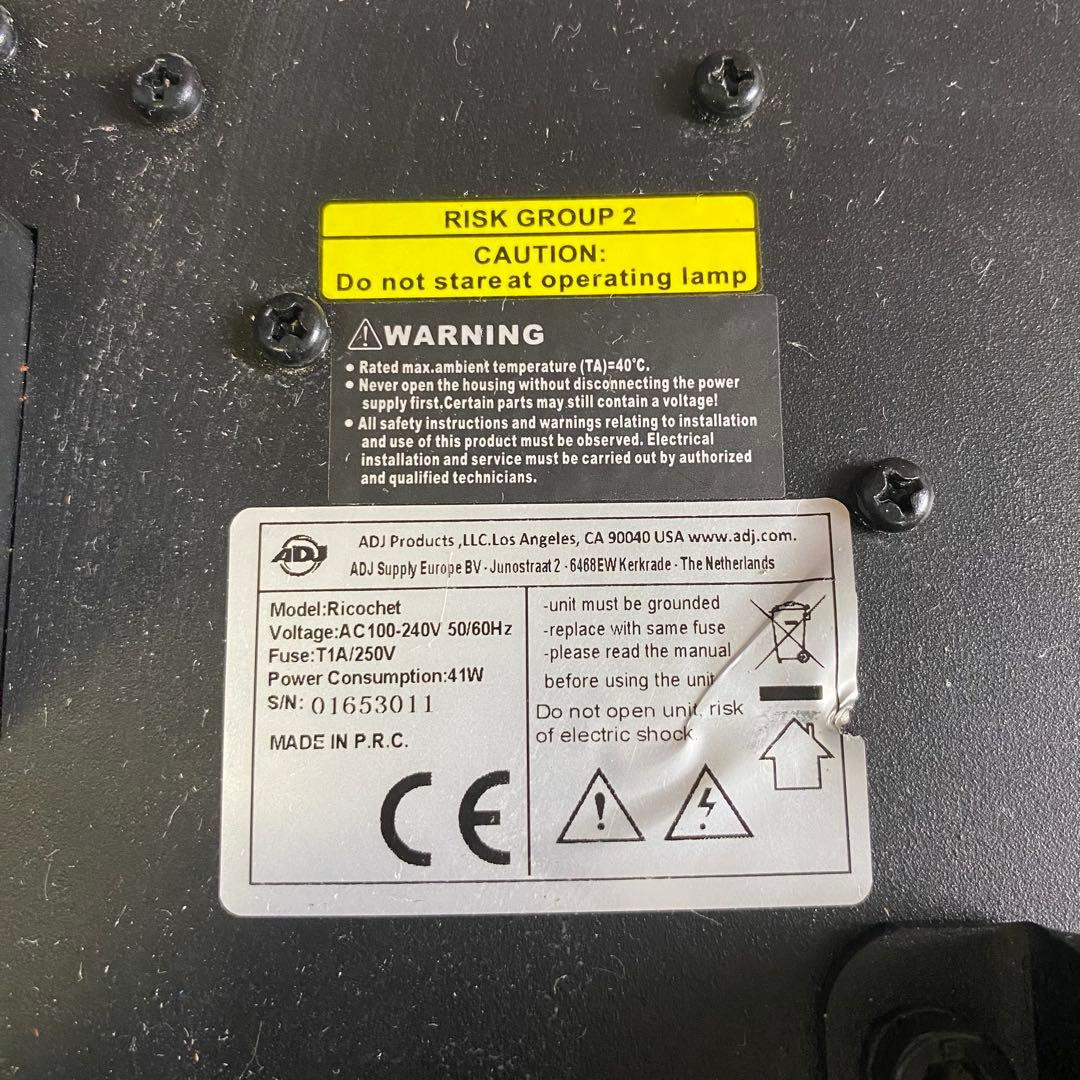 RISK GROUP 2
CAUTION:
Do not stare at operating lamp
WARNING
• Rated max.ambient temperature (TA)=40°C.
• Never open the housing without disconnecting the power
supply first.Certain parts may still contain a voltage!
• All safety instructions and warnings relating to installation
and use of this product must be observed. Electrical
installation and service must be carried out by authorized
and qualified technicians.
ADJ
ADJ Products ,LLC.Los Angeles, CA 90040 USA www.adj.com.
ADJ Supply Europe BV - Junostraat 2 - 6468EW Kerkrade - The Netherlands
Model:Ricochet
Voltage:AC100-240V 50/60Hz
Fuse:T1A/250V
Power Consumption:41W
S/N: 01653011
MADE IN P.R.C.
CE
-unit must be grounded
-replace with same fuse
-please read the manual
before using the unit
Do not open unit, risk
of electric shock.